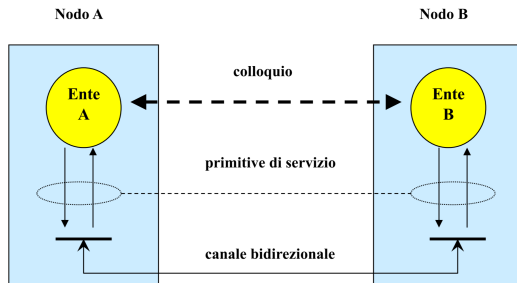 Nodo A
Nodo B
colloquio
Ente
A
Ente
B
primitive di servizio
canale bidirezionale